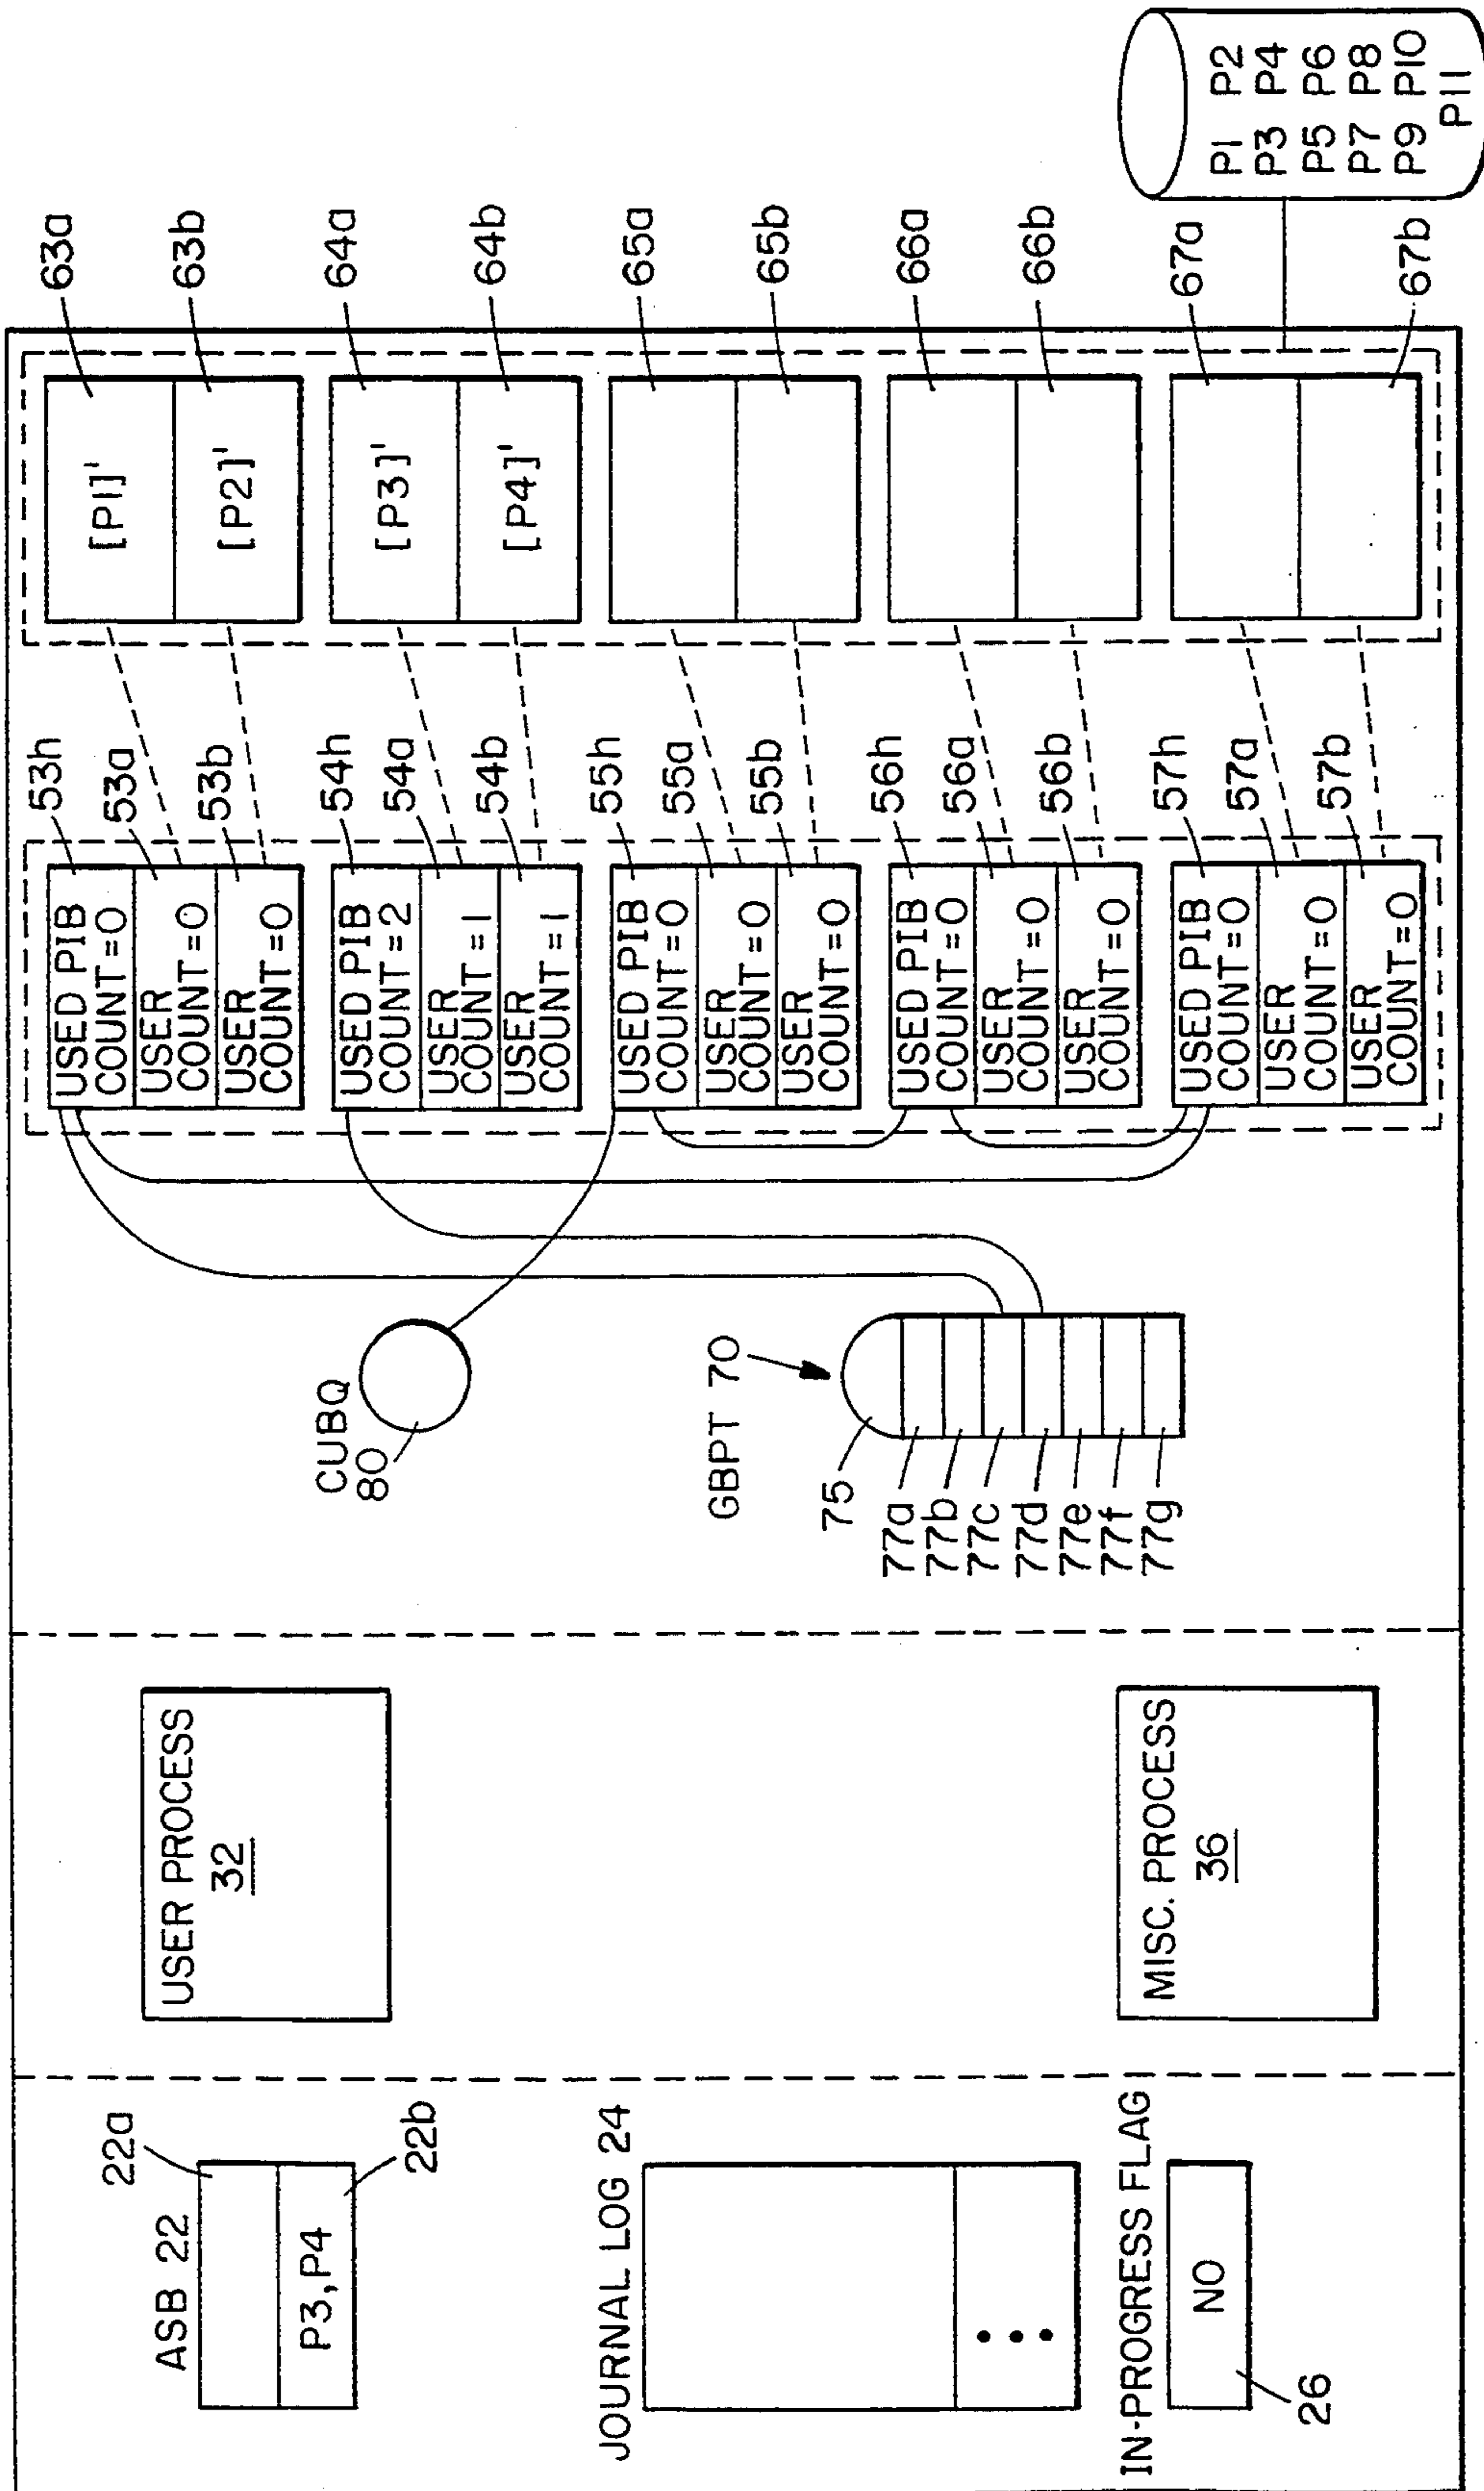 ASB 22
22a
P3,P4
22b
JOURNAL LOG 24
IN-PROGRESS FLAG
NO
26
USER PROCESS
32
MISC. PROCESS
36
CUBQ
80
GBPT 70
75
77a
77b
77c
77d
77e
77f
77g
USED PIB
COUNT=0
USER
COUNT=0
USER
COUNT=0
53h
53a
53b
USED PIB
COUNT=2
USER
COUNT=1
USER
COUNT=1
54h
54a
54b
USED PIB
COUNT=0
USER
COUNT=0
USER
COUNT=0
55h
55a
55b
USED PIB
COUNT=0
USER
COUNT=0
USER
COUNT=0
56h
56a
56b
USED PIB
COUNT=0
USER
COUNT=0
USER
COUNT=0
57h
57a
57b
[P1]'
[P2]'
63a
63b
[P3]'
[P4]'
64a
64b
65a
65b
66a
66b
67a
67b
P1 P2
P3 P4
P5 P6
P7 P8
P9 P10
P11